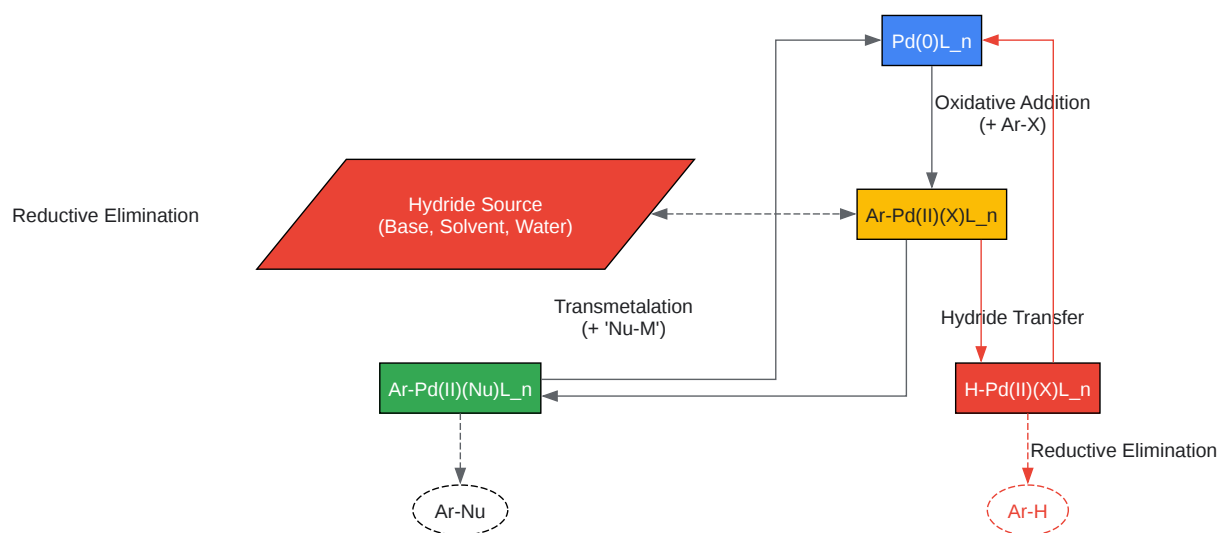 Pd(0)L_n
Oxidative Addition
(+ Ar-X)
Reductive Elimination
Hydride Source
(Base, Solvent, Water)
Ar-Pd(II)(X)L_n
Transmetalation
(+ 'Nu-M')
Hydride Transfer
Ar-Pd(II)(Nu)L_n
H-Pd(II)(X)L_n
Reductive Elimination
Ar-Nu
Ar-H